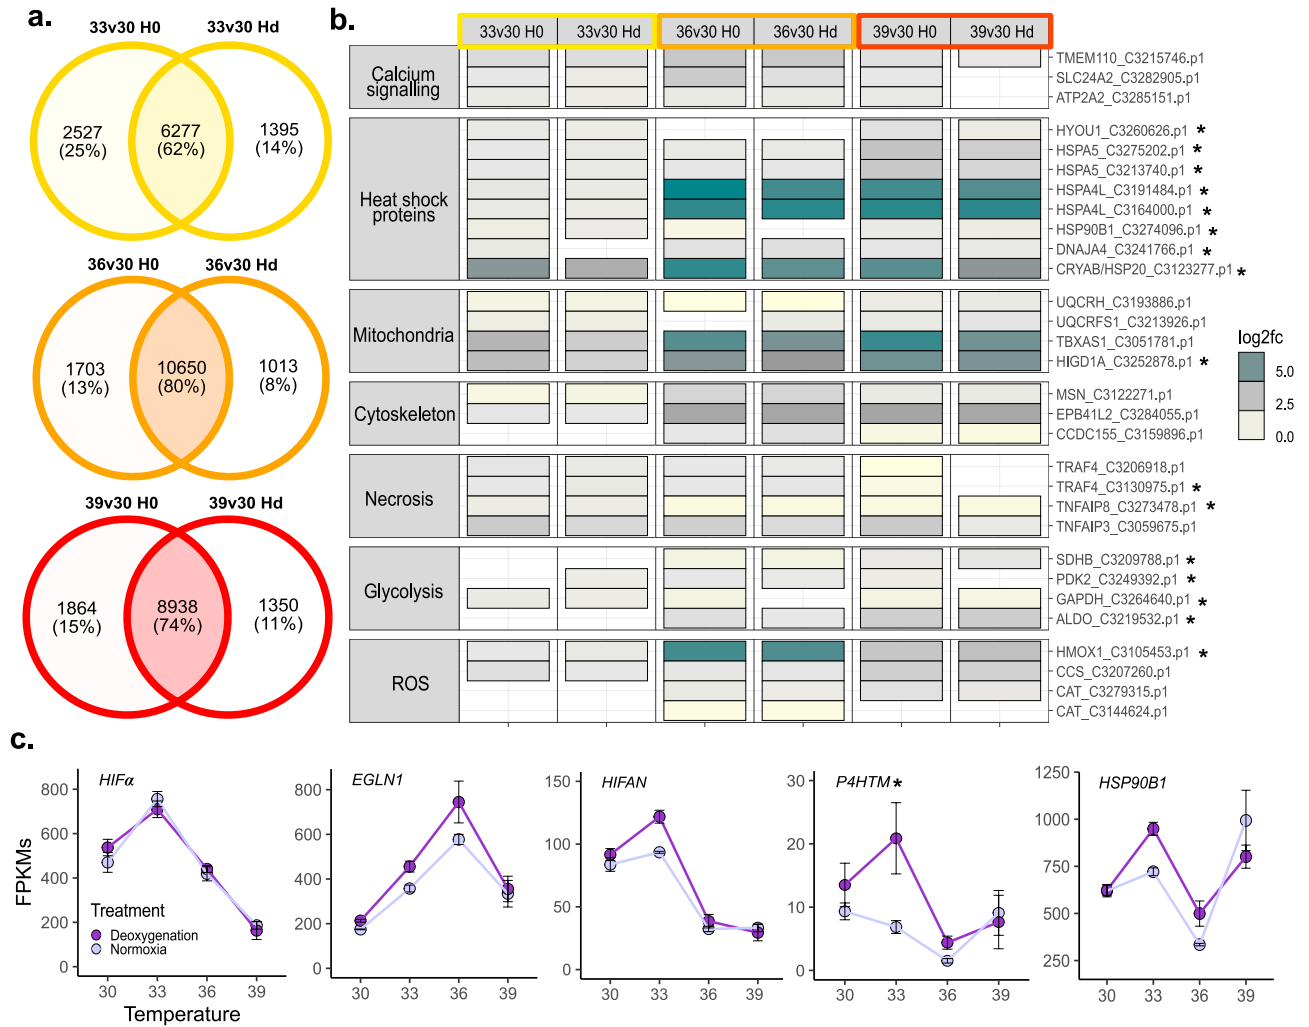 a.
33v30 H0 33v30 Hd
2527
(25%)
6277
(62%)
1395
(14%)
36v30 H0 36v30 Hd
1703
(13%)
10650
(80%)
1013
(8%)
39v30 H0 39v30 Hd
1864
(15%)
8938
(74%)
1350
(11%)
b.
33v30 H0 33v30 Hd 36v30 H0 36v30 Hd 39v30 H0 39v30 Hd
Calcium
signalling
TMEM110_C3215746.p1
SLC24A2_C3282905.p1
ATP2A2_C3285151.p1
Heat shock
proteins
HYOU1_C3260626.p1 *
HSPA5_C3275202.p1 *
HSPA5_C3213740.p1 *
HSPA4L_C3191484.p1 *
HSPA4L_C3164000.p1 *
HSP90B1_C3274096.p1 *
DNAJA4_C3241766.p1 *
CRYAB/HSP20_C3123277.p1 *
Mitochondria
UQCRH_C3193886.p1
UQCRFS1_C3213926.p1
TBXAS1_C3051781.p1
HIGD1A_C3252878.p1 *
Cytoskeleton
MSN_C3122271.p1
EPB41L2_C3284055.p1
CCDC155_C3159896.p1
Necrosis
TRAF4_C3206918.p1
TRAF4_C3130975.p1 *
TNFAIP8_C3273478.p1 *
TNFAIP3_C3059675.p1
Glycolysis
SDHB_C3209788.p1 *
PDK2_C3249392.p1 *
GAPDH_C3264640.p1 *
ALDO_C3219532.p1 *
ROS
HMOX1_C3105453.p1 *
CCS_C3207260.p1
CAT_C3279315.p1
CAT_C3144624.p1
log2fc
5.0
2.5
0.0
c.
FPKMs
HIFα
800
600
400
200
0
Treatment
Deoxygenation
Normoxia
30 33 36 39
Temperature
EGLN1
800
600
400
200
0
30 33 36 39
HIFAN
150
100
50
0
30 33 36 39
P4HTM *
30
20
10
0
30 33 36 39
HSP90B1
1250
1000
750
500
250
30 33 36 39